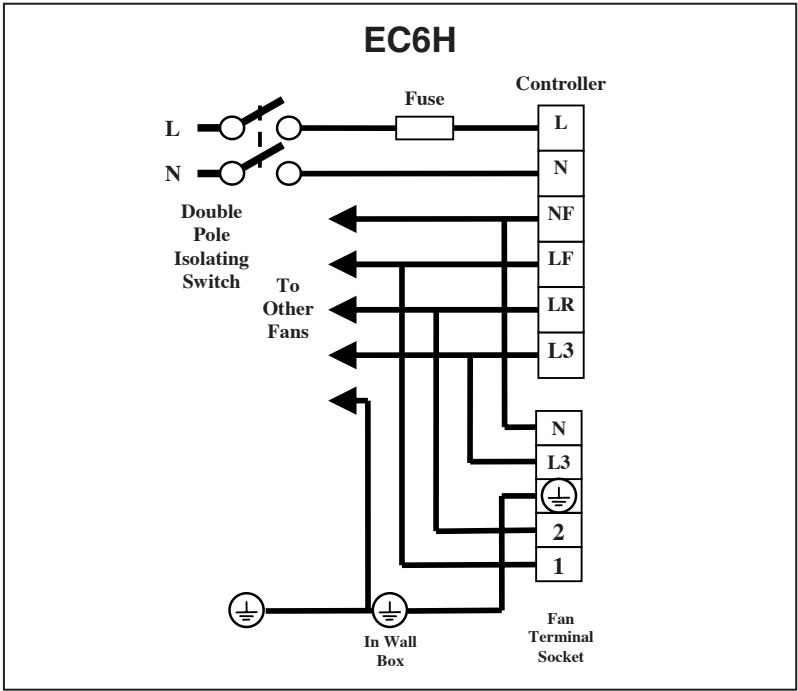 EC6H
Controller
Fuse
L
L
N
N
Double
Pole
Isolating
Switch
NF
LF
To
Other
Fans
LR
L3
N
L3
2
1
In Wall
Box
Fan
Terminal
Socket